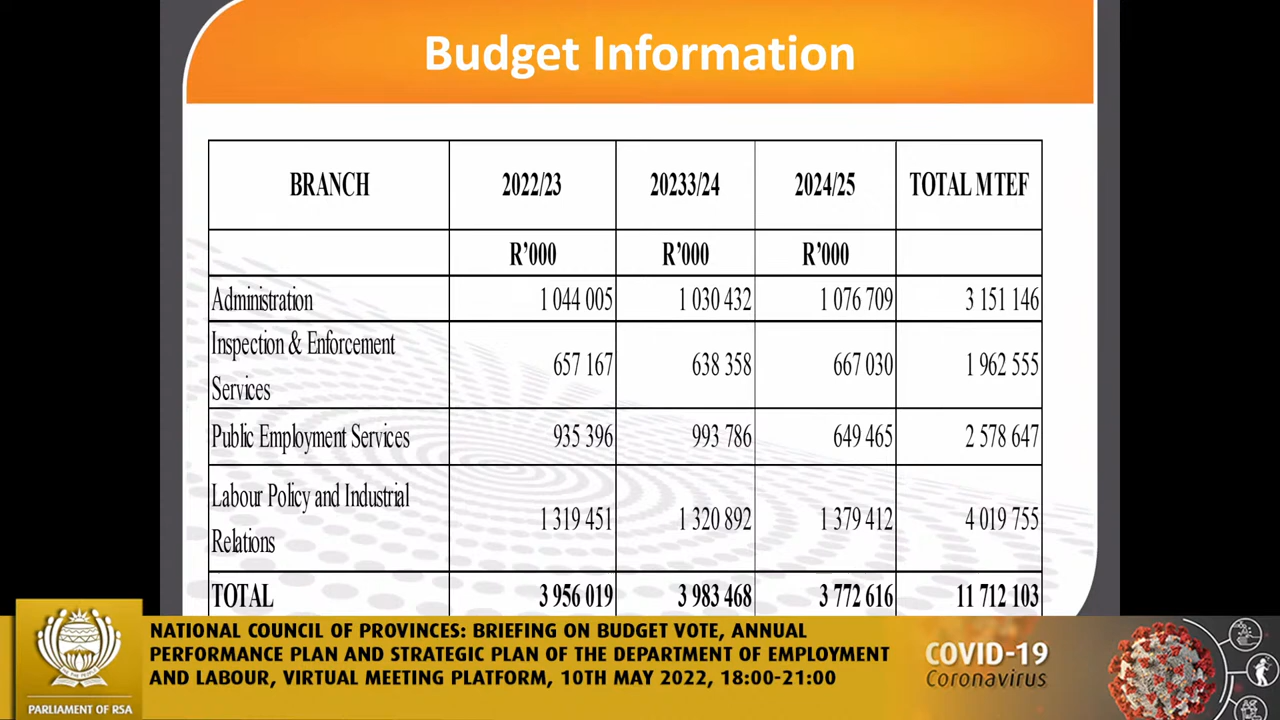 Budget Information
BRANCH 2022/23 20233/24 2024/25 TOTAL MTEF
R’000 R’000 R’000
Administration 1 044 005 1 030 432 1 076 709 3 151 146
Inspection & Enforcement
Services 657 167 638 358 667 030 1 962 555
Public Employment Services 935 396 993 786 649 465 2 578 647
Labour Policy and Industrial
Relations 1 319 451 1 320 892 1 379 412 4 019 755
TOTAL 3 956 019 3 983 468 3 772 616 11 712 103
NATIONAL COUNCIL OF PROVINCES: BRIEFING ON BUDGET VOTE, ANNUAL
PERFORMANCE PLAN AND STRATEGIC PLAN OF THE DEPARTMENT OF EMPLOYMENT
AND LABOUR, VIRTUAL MEETING PLATFORM, 10TH MAY 2022, 18:00-21:00
PARLIAMENT OF RSA
COVID-19
Coronavirus